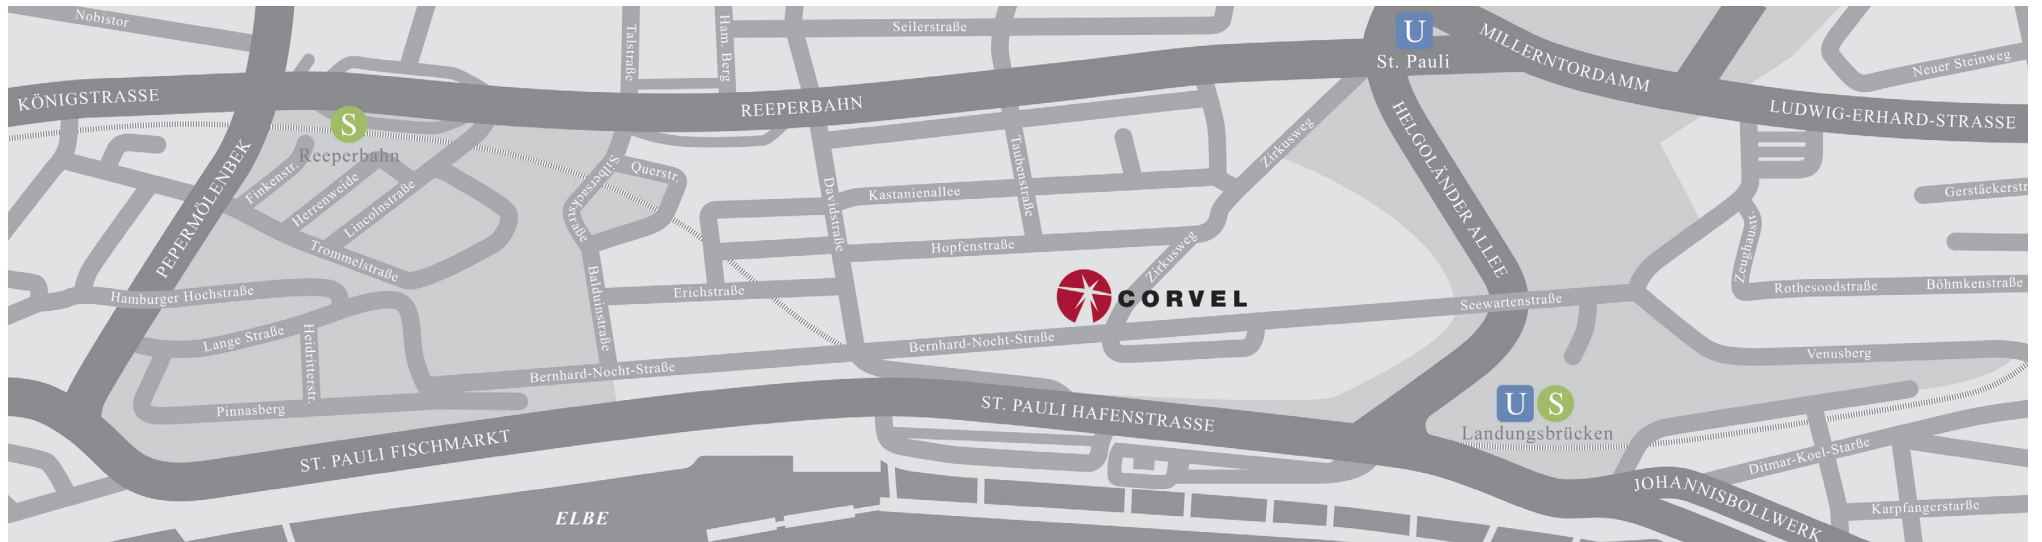 Nobistor
Talstraße
Ham. Berg
Seilerstraße
U
St. Pauli
MILLERNTORDAMM
Neuer Steinweg
KÖNIGSTRASSE
REEPERBAHN
LUDWIG-ERHARD-STRASSE
S
Reeperbahn
PEPERMÖLENBEK
Finkenstr.
Herrenweide
Lincolnstraße
Trommelstraße
Silbersackstraße
Querstr.
Davidstraße
Kastanienallee
Taubenstraße
Zirkusweg
HELGOLÄNDER ALLEE
Gerstäckerstr
Hopfenstraße
Zirkusweg
Zeughausstr.
Hamburger Hochstraße
Balduinstraße
Erichstraße
CORVEL
Seewartenstraße
Rothesoodstraße
Böhmkenstraße
Lange Straße
Heidritterstr.
Bernhard-Nocht-Straße
Bernhard-Nocht-Straße
Venusberg
Pinnasberg
ST. PAULI HAFENSTRASSE
U S
Landungsbrücken
ST. PAULI FISCHMARKT
Ditmar-Koel-Starße
JOHANNISBOLLWERK
Karpfangerstarße
ELBE